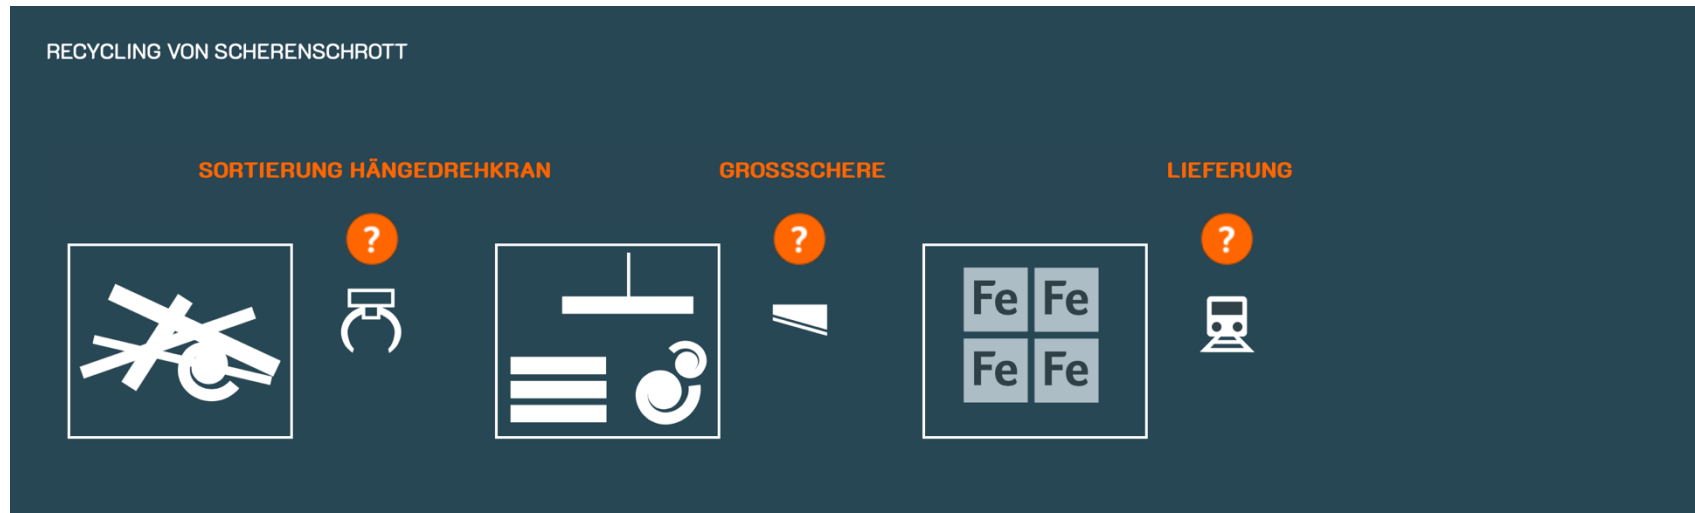 RECYCLING VON SCHERENSCHROTT
SORTIERUNG HÄNGEDREHKRAN GROSSSCHERE LIEFERUNG
? ? ?
Fe Fe
Fe Fe